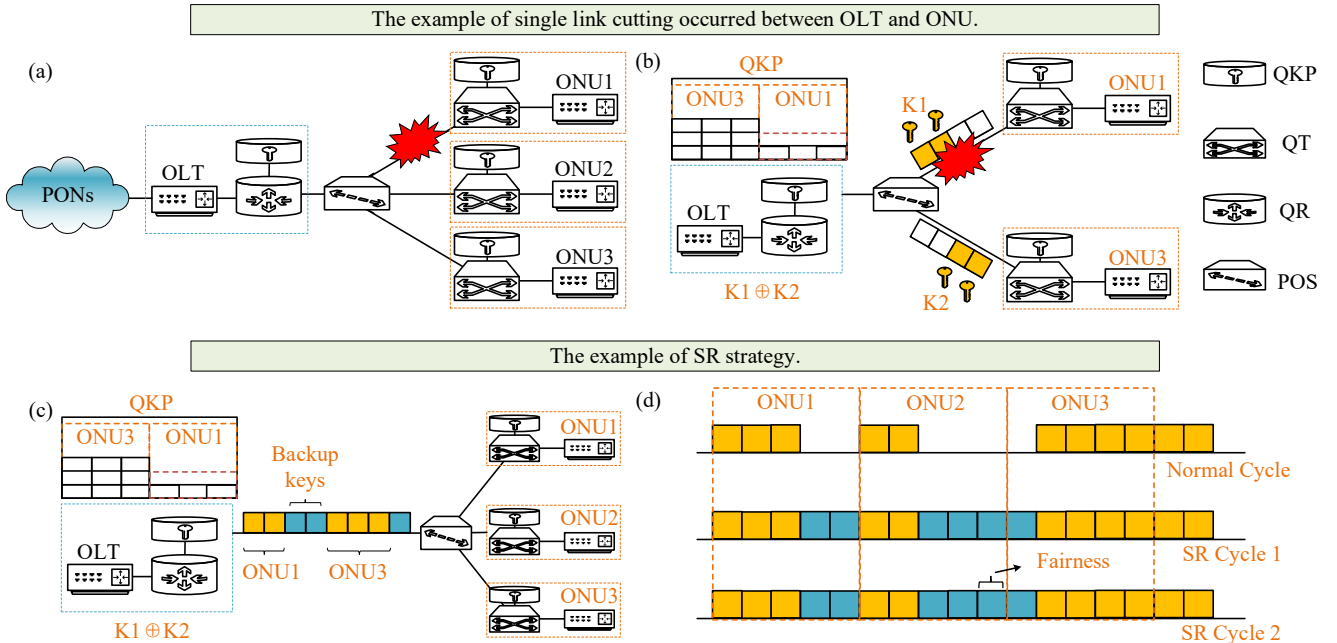 The example of single link cutting occurred between OLT and ONU.
(a)
PONs
OLT
ONU1
ONU2
ONU3
(b)
QKP
ONU3 ONU1
OLT
K1⊕K2
K1
K2
ONU1
ONU3
QKP
QT
QR
POS
The example of SR strategy.
(c)
QKP
ONU3 ONU1
OLT
K1⊕K2
Backup
keys
ONU1 ONU3
ONU1
ONU2
ONU3
(d)
ONU1 ONU2 ONU3
Normal Cycle
SR Cycle 1
Fairness
SR Cycle 2